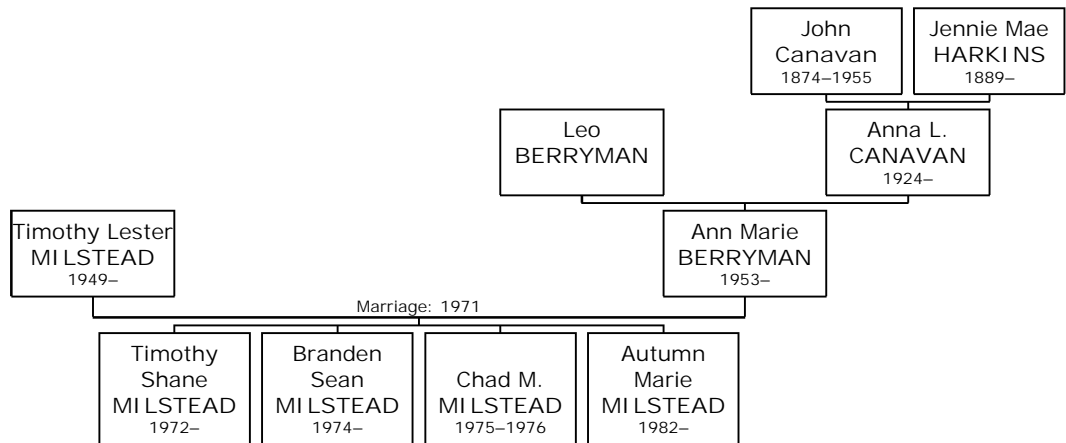 John
Canavan
1874–1955
Jennie Mae
HARKINS
1889–
Leo
BERRYMAN
Anna L.
CANAVAN
1924–
Timothy Lester
MILSTEAD
1949–
Ann Marie
BERRYMAN
1953–
Marriage: 1971
Timothy
Shane
MILSTEAD
1972–
Branden
Sean
MILSTEAD
1974–
Chad M.
MILSTEAD
1975–1976
Autumn
Marie
MILSTEAD
1982–